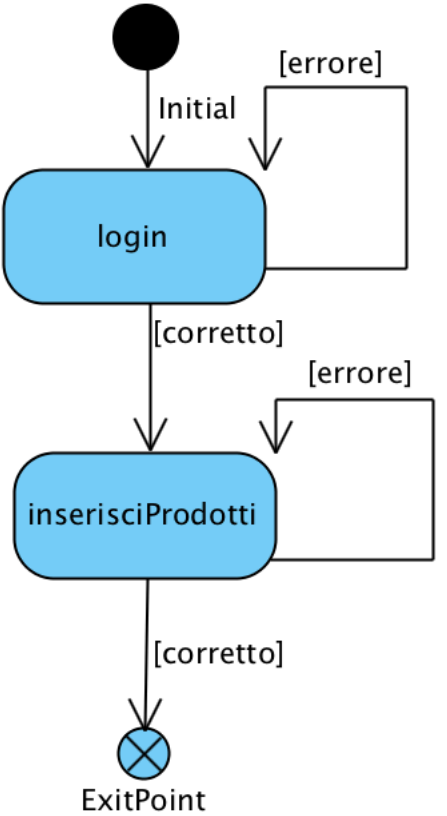 [errore]
Initial
login
[corretto]
[errore]
inserisciProdotti
[corretto]
ExitPoint